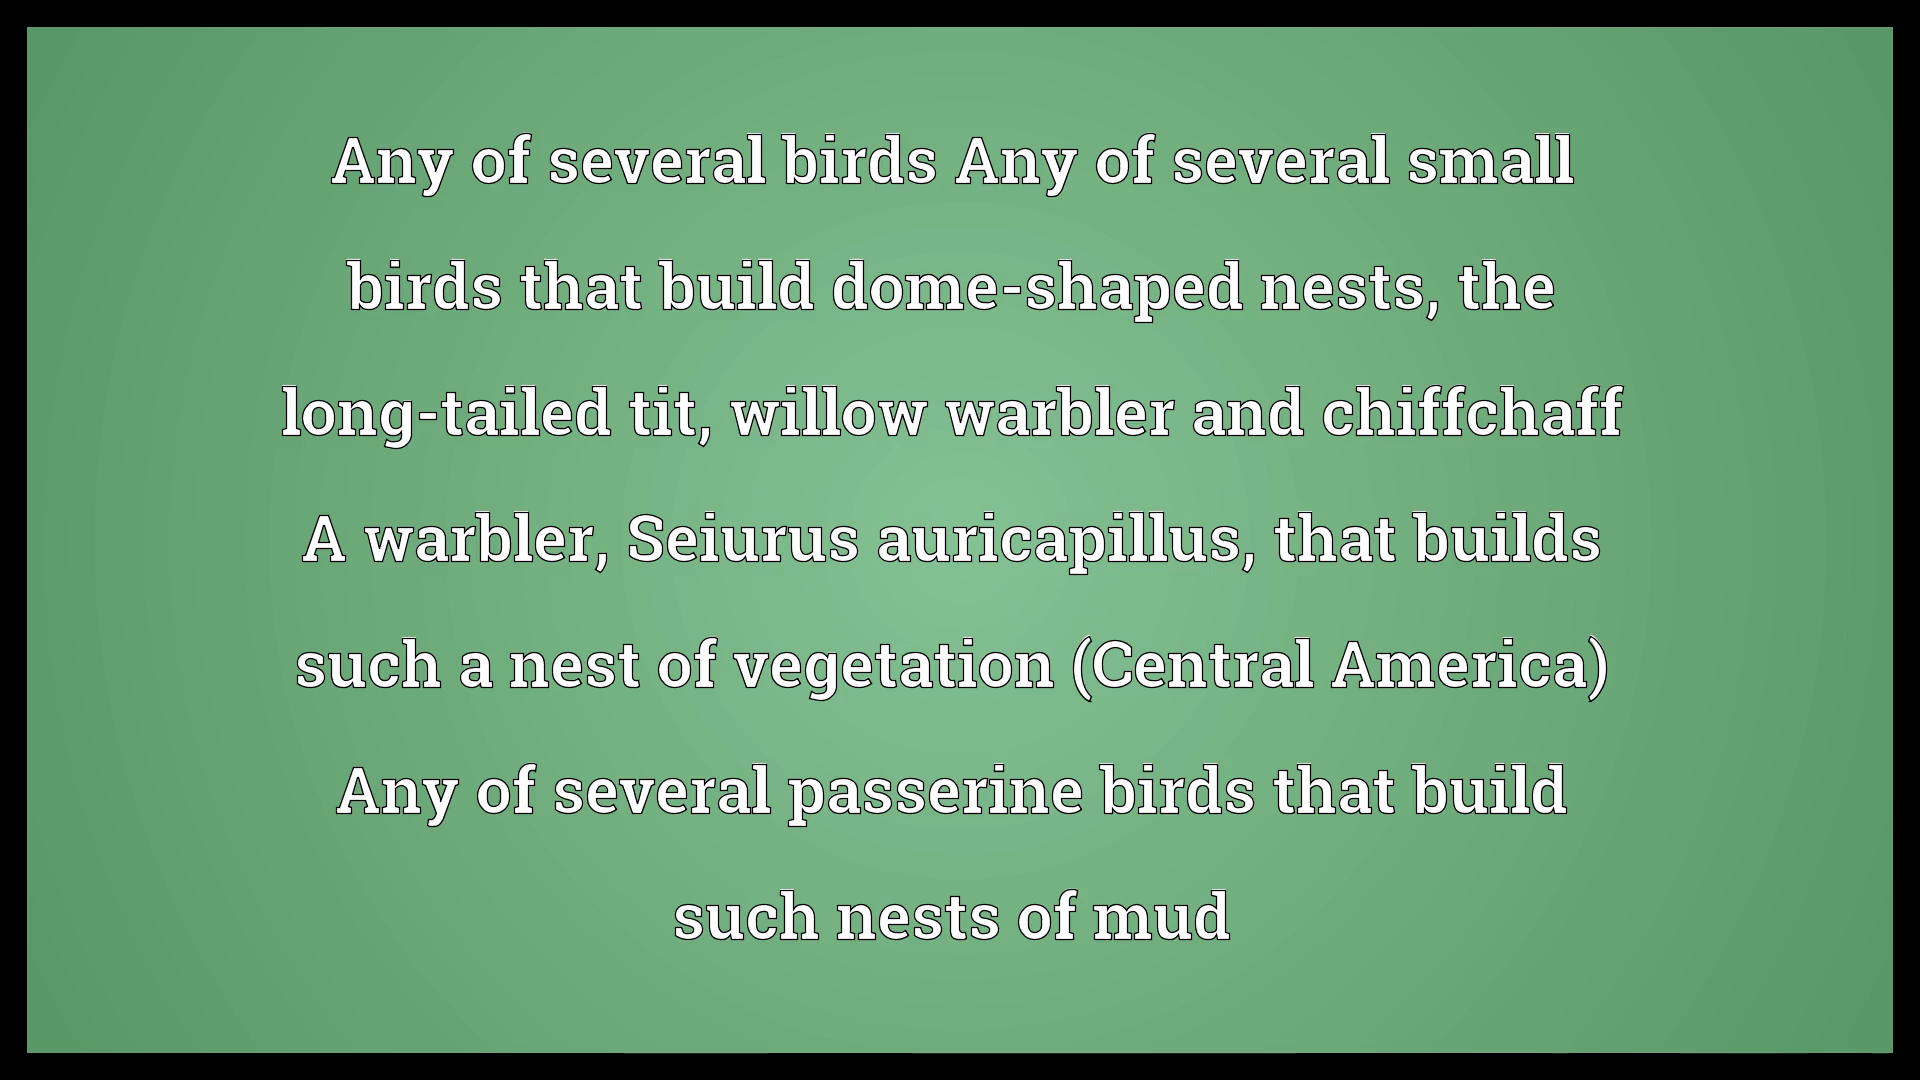 Any of several birds Any of several small
birds that build dome-shaped nests, the
long-tailed tit, willow warbler and chiffchaff
A warbler, Seiurus auricapillus, that builds
such a nest of vegetation (Central America)
Any of several passerine birds that build
such nests of mud